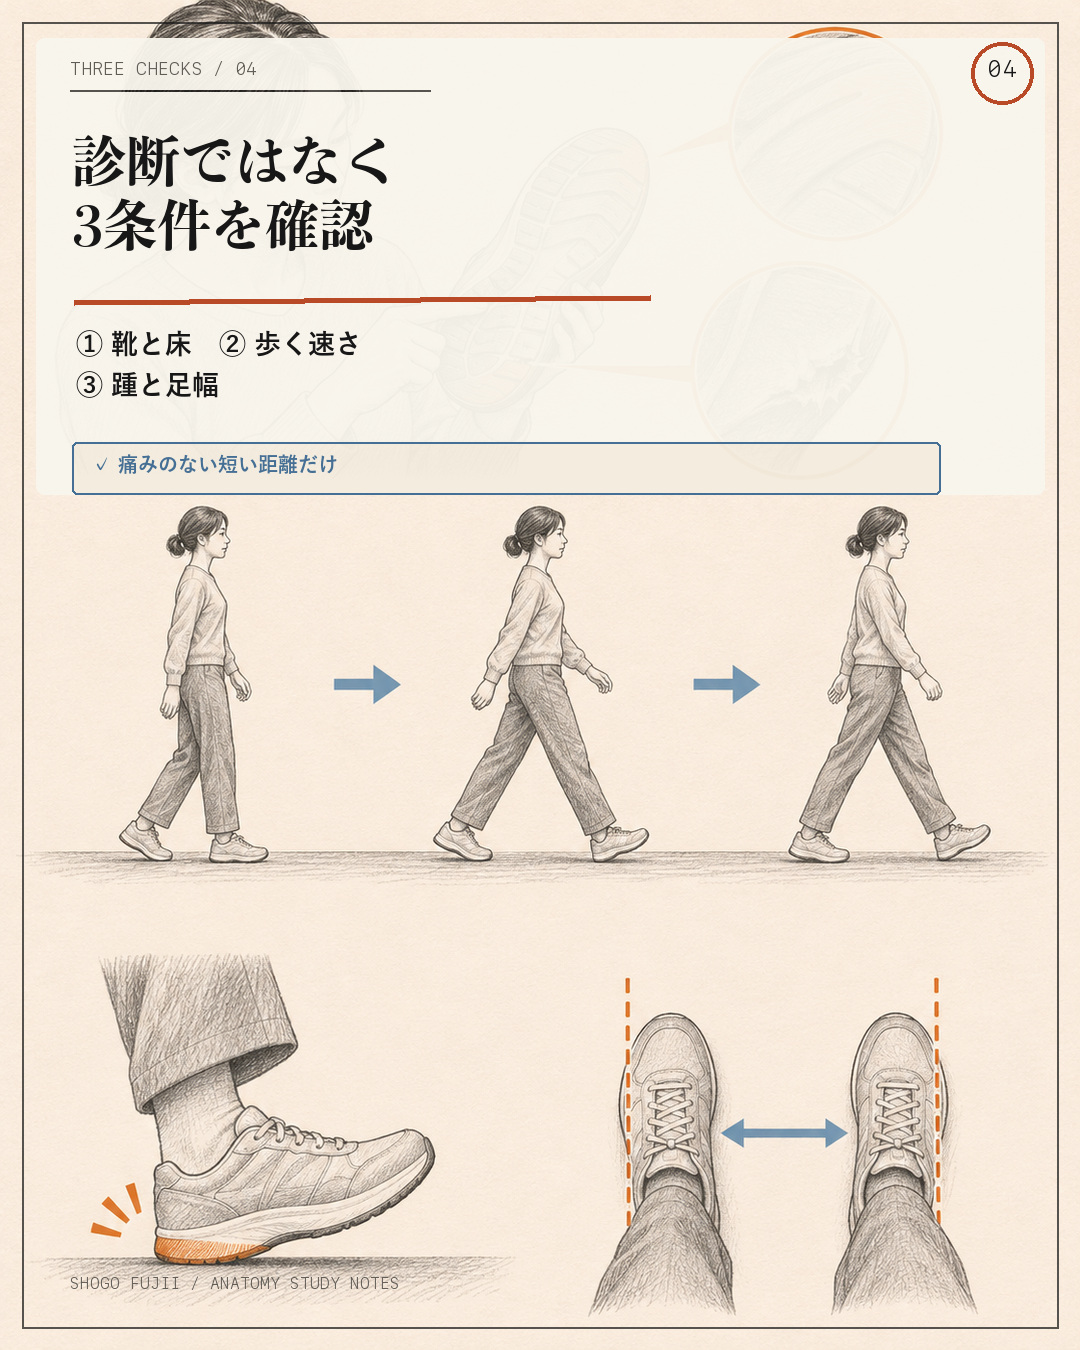 THREE CHECKS / 04
04
診断ではなく
3条件を確認
① 靴と床 ② 歩く速さ
③ 踵と足幅
✓ 痛みのない短い距離だけ
SHOGO FUJII / ANATOMY STUDY NOTES